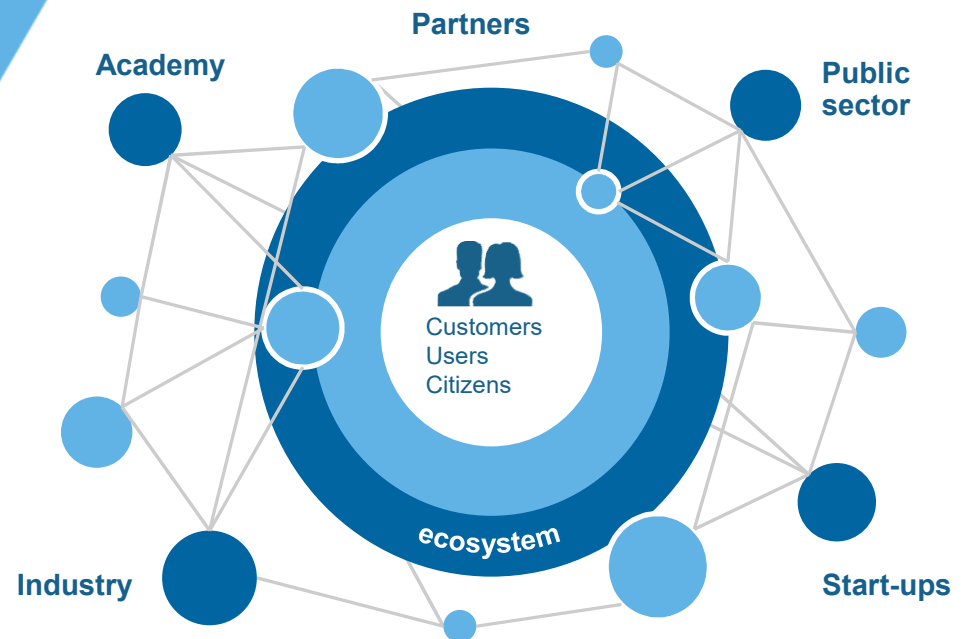 Partners
Academy
Public
sector
Customers
Users
Citizens
ecosystem
Industry
Start-ups